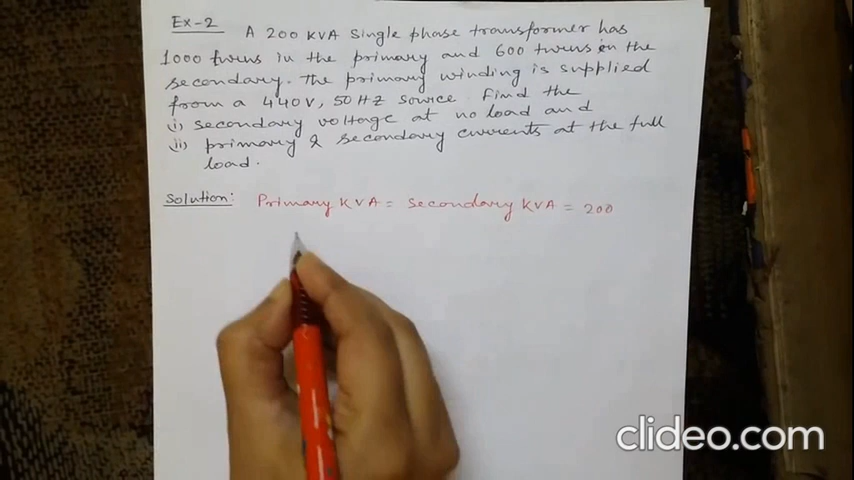 Ex-2 A 200 KVA Single phase transformer has
1000 turns in the primary and 600 turns in the
secondary. The primary winding is supplied
from a 440V, 50HZ source. Find the
(i) secondary voltage at no load and
(ii) primary & secondary currents at the full
load.
Solution: Primary KVA = Secondary KVA = 200
clideo.com